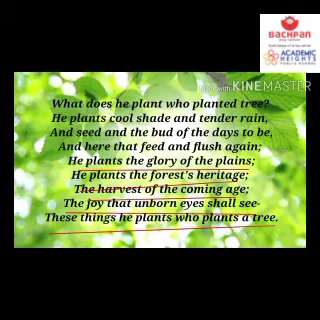 BACHPAN
ACADEMIC
HEIGHTS
PUBLIC SCHOOL
Made with KINEMASTER
What does he plant who planted tree?
He plants cool shade and tender rain,
And seed and the bud of the days to be,
And here that feed and flush again;
He plants the glory of the plains;
He plants the forest's heritage;
The harvest of the coming age;
The joy that unborn eyes shall see-
These things he plants who plants a tree.